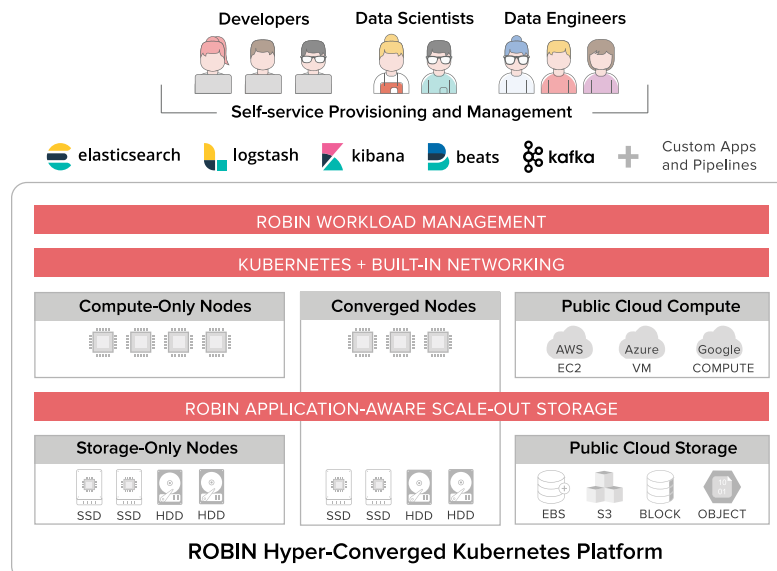 Developers
Data Scientists
Data Engineers
Self-service Provisioning and Management
elasticsearch
logstash
kibana
beats
kafka
+
Custom Apps
and Pipelines
ROBIN WORKLOAD MANAGEMENT
KUBERNETES + BUILT-IN NETWORKING
Compute-Only Nodes
Converged Nodes
Public Cloud Compute
AWS
EC2
Azure
VM
Google
COMPUTE
ROBIN APPLICATION-AWARE SCALE-OUT STORAGE
Storage-Only Nodes
SSD
SSD
HDD
HDD
SSD
SSD
HDD
HDD
Public Cloud Storage
EBS
S3
BLOCK
10
01
OBJECT
ROBIN Hyper-Converged Kubernetes Platform